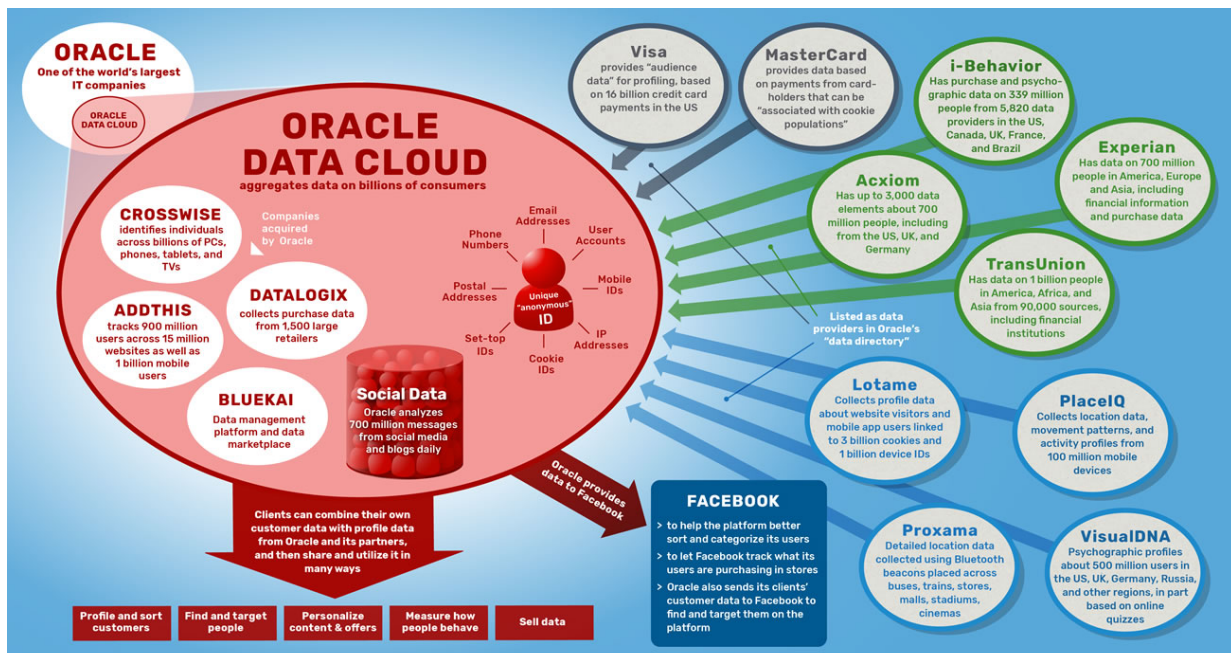 ORACLE
One of the world's largest
IT companies
ORACLE
DATA CLOUD
ORACLE
DATA CLOUD
aggregates data on billions of consumers
CROSSWISE
identifies individuals
across billions of PCs,
phones, tablets, and
TVs
Companies
acquired
by Oracle
ADDTHIS
tracks 900 million
users across 15 million
websites as well as
1 billion mobile
users
DATALOGIX
collects purchase data
from 1,500 large
retailers
BLUEKAI
Data management
platform and data
marketplace
Social Data
Oracle analyzes
700 million messages
from social media
and blogs daily
Email
Addresses
Phone
Numbers
User
Accounts
Postal
Addresses
Mobile
IDs
Unique
"anonymous"
ID
Set-top
IDs
IP
Addresses
Cookie
IDs
Clients can combine their own
customer data with profile data
from Oracle and its partners,
and then share and utilize it in
many ways
Profile and sort
customers
Find and target
people
Personalize
content & offers
Measure how
people behave
Sell data
Oracle provides
data to Facebook
FACEBOOK
> to help the platform better
sort and categorize its users
> to let Facebook track what its
users are purchasing in stores
> Oracle also sends its clients'
customer data to Facebook to
find and target them on the
platform
Visa
provides "audience
data" for profiling, based
on 16 billion credit card
payments in the US
MasterCard
provides data based
on payments from card-
holders that can be
"associated with cookie
populations"
i-Behavior
Has purchase and psycho-
graphic data on 339 million
people from 5,820 data
providers in the US,
Canada, UK, France,
and Brazil
Experian
Has data on 700 million
people in America, Europe
and Asia, including
financial information
and purchase data
Acxiom
Has up to 3,000 data
elements about 700
million people, including
from the US, UK, and
Germany
TransUnion
Has data on 1 billion people
in America, Africa, and
Asia from 90,000 sources,
including financial
institutions
Listed as data
providers in Oracle's
"data directory"
Lotame
Collects profile data
about website visitors and
mobile app users linked
to 3 billion cookies and
1 billion device IDs
PlaceIQ
Collects location data,
movement patterns, and
activity profiles from
100 million mobile
devices
Proxama
Detailed location data
collected using Bluetooth
beacons placed across
buses, trains, stores,
malls, stadiums,
cinemas
VisualDNA
Psychographic profiles
about 500 million users in
the US, UK, Germany, Russia,
and other regions, in part
based on online
quizzes